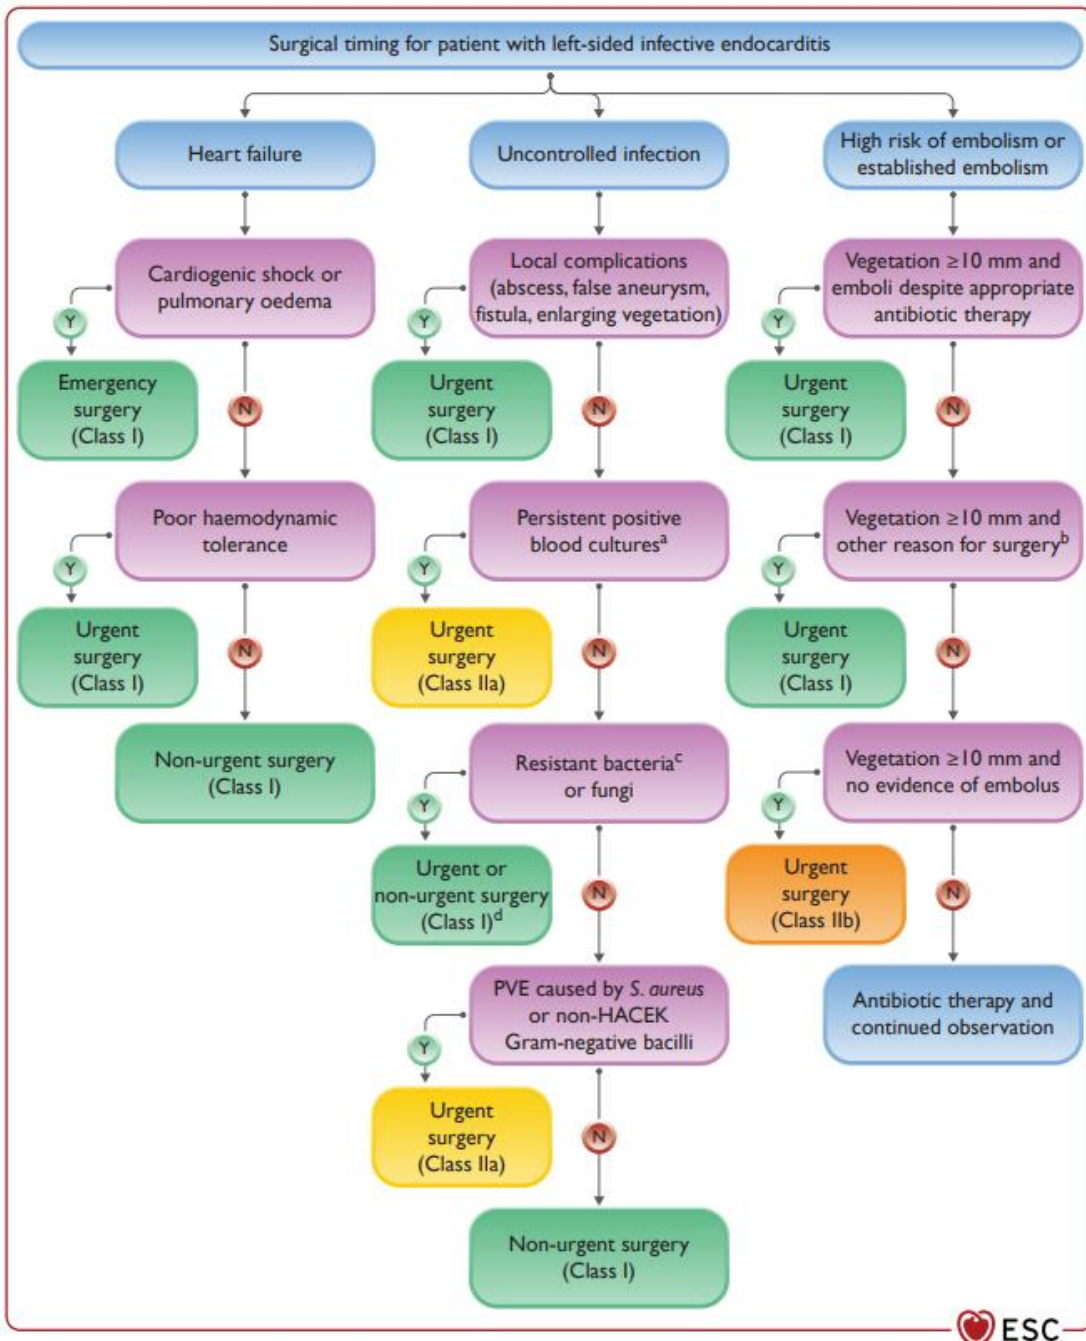 Surgical timing for patient with left-sided infective endocarditis
Heart failure
Uncontrolled infection
High risk of embolism or
established embolism
Cardiogenic shock or
pulmonary oedema
Local complications
(abscess, false aneurysm,
fistula, enlarging vegetation)
Vegetation ≥10 mm and
emboli despite appropriate
antibiotic therapy
Y
Y
Y
Emergency
surgery
(Class I)
N
Urgent
surgery
(Class I)
N
Urgent
surgery
(Class I)
N
Poor haemodynamic
tolerance
Persistent positive
blood culturesᵃ
Vegetation ≥10 mm and
other reason for surgeryᵇ
Y
Y
Y
Urgent
surgery
(Class I)
N
Urgent
surgery
(Class IIa)
N
Urgent
surgery
(Class I)
N
Non-urgent surgery
(Class I)
Resistant bacteriaᶜ
or fungi
Vegetation ≥10 mm and
no evidence of embolus
Y
Y
Urgent or
non-urgent surgery
(Class I)ᵈ
N
Urgent
surgery
(Class IIb)
N
PVE caused by S. aureus
or non-HACEK
Gram-negative bacilli
Antibiotic therapy and
continued observation
Y
Urgent
surgery
(Class IIa)
N
Non-urgent surgery
(Class I)
ESC